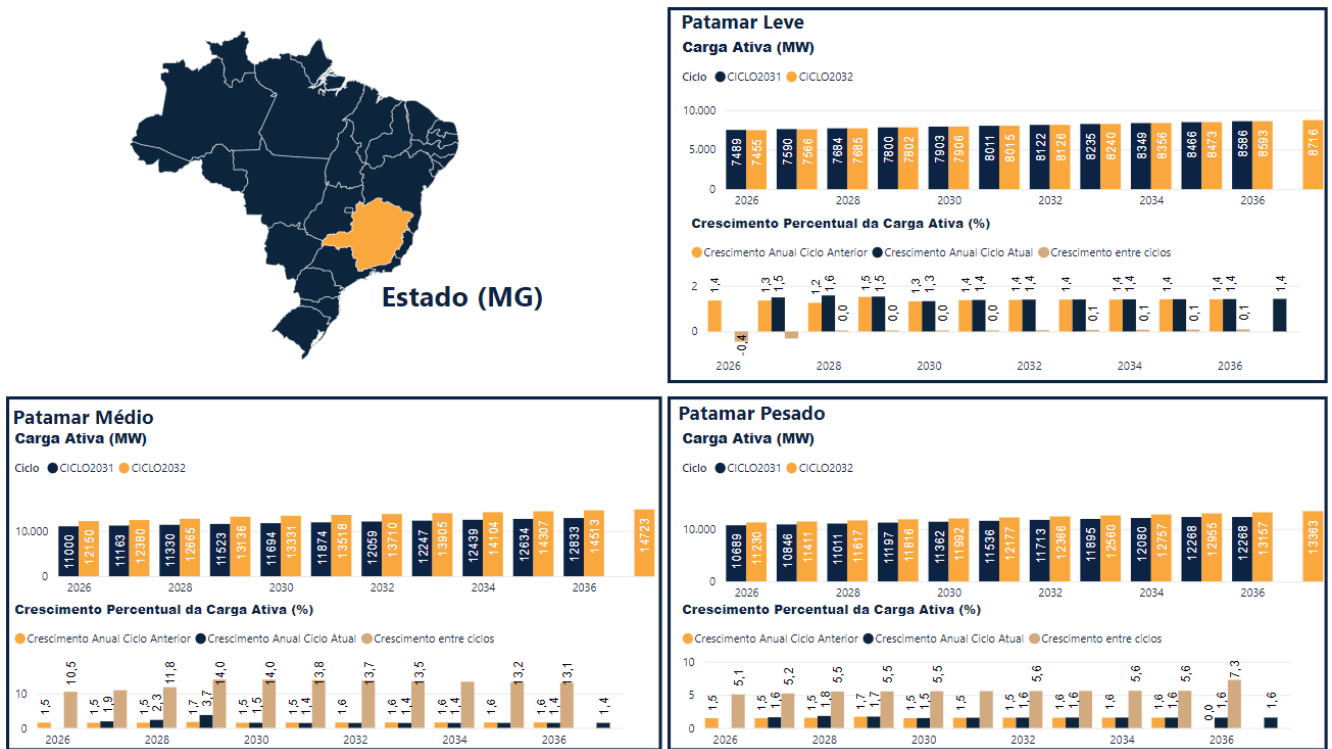 Estado (MG)
Patamar Leve
Carga Ativa (MW)
Ciclo CICLO2031 CICLO2032
10.000
5.000
0
7489 7455 7590 7566 7684 7685 7800 7802 7903 7906 8011 8015 8122 8126 8235 8240 8349 8356 8466 8473 8586 8593 8716
2026 2028 2030 2032 2034 2036
Crescimento Percentual da Carga Ativa (%)
Crescimento Anual Ciclo Anterior Crescimento Anual Ciclo Atual Crescimento entre ciclos
2
0
1,4 -0,4 1,3 1,5 1,2 1,6 0,0 1,5 1,5 0,0 1,3 1,3 0,0 1,4 1,4 0,0 1,4 1,4 1,4 1,4 0,1 1,4 1,4 0,1 1,4 1,4 0,1 1,4 1,4 0,1 1,4
2026 2028 2030 2032 2034 2036
Patamar Médio
Carga Ativa (MW)
Ciclo CICLO2031 CICLO2032
10.000
0
11000 12150 11163 12380 11330 12665 11523 13136 11694 13331 11874 13518 12059 13710 12247 13905 12439 14104 12634 14307 12833 14513 14723
2026 2028 2030 2032 2034 2036
Crescimento Percentual da Carga Ativa (%)
Crescimento Anual Ciclo Anterior Crescimento Anual Ciclo Atual Crescimento entre ciclos
10
0
1,5 10,5 1,5 1,9 1,5 2,3 11,8 1,7 3,7 14,0 1,5 1,5 14,0 1,5 1,4 13,8 1,6 13,7 1,6 1,4 13,5 1,6 1,4 1,6 13,2 1,6 1,4 13,1 1,4
2026 2028 2030 2032 2034 2036
Patamar Pesado
Carga Ativa (MW)
Ciclo CICLO2031 CICLO2032
10.000
0
10689 11230 10846 11411 11011 11617 11197 11816 11362 11992 11536 12177 11713 12366 11895 12560 12080 12757 12268 12955 12268 13157 13363
2026 2028 2030 2032 2034 2036
Crescimento Percentual da Carga Ativa (%)
Crescimento Anual Ciclo Anterior Crescimento Anual Ciclo Atual Crescimento entre ciclos
10
5
0
1,5 5,1 1,5 1,6 5,2 1,5 1,8 5,5 1,7 1,7 5,5 1,5 1,5 5,5 1,5 1,5 1,6 5,6 1,6 1,6 1,6 5,6 1,6 1,6 5,6 0,0 1,6 7,3 1,6
2026 2028 2030 2032 2034 2036